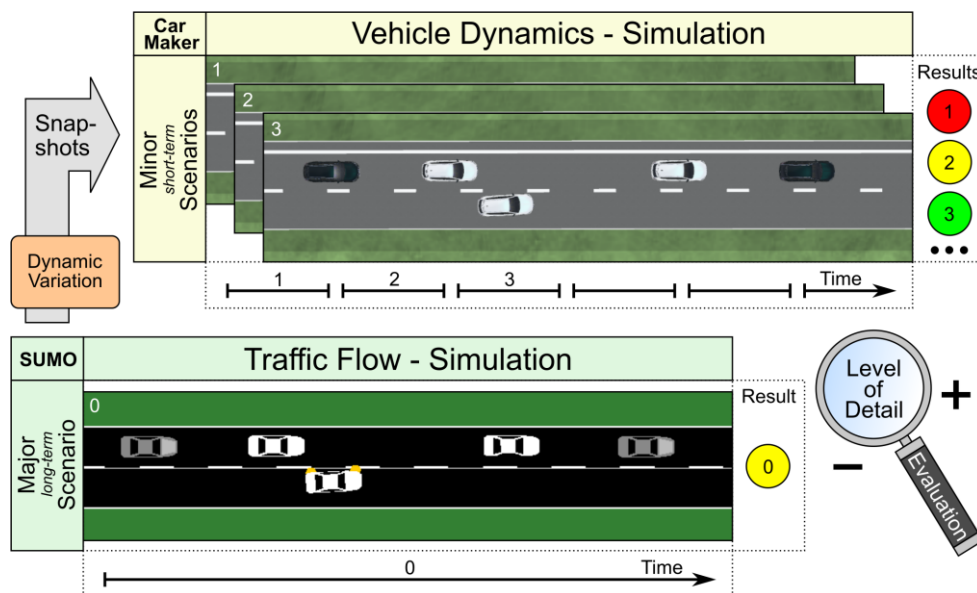 Car
Maker
Vehicle Dynamics - Simulation
Snap-
shots
Dynamic
Variation
Minor
short-term
Scenarios
1
2
3
Results
1
2
3
•••
1 2 3 Time
SUMO
Traffic Flow - Simulation
Major
long-term
Scenario
0
Result
0
0 Time
Level
of
Detail
+
−
Evaluation